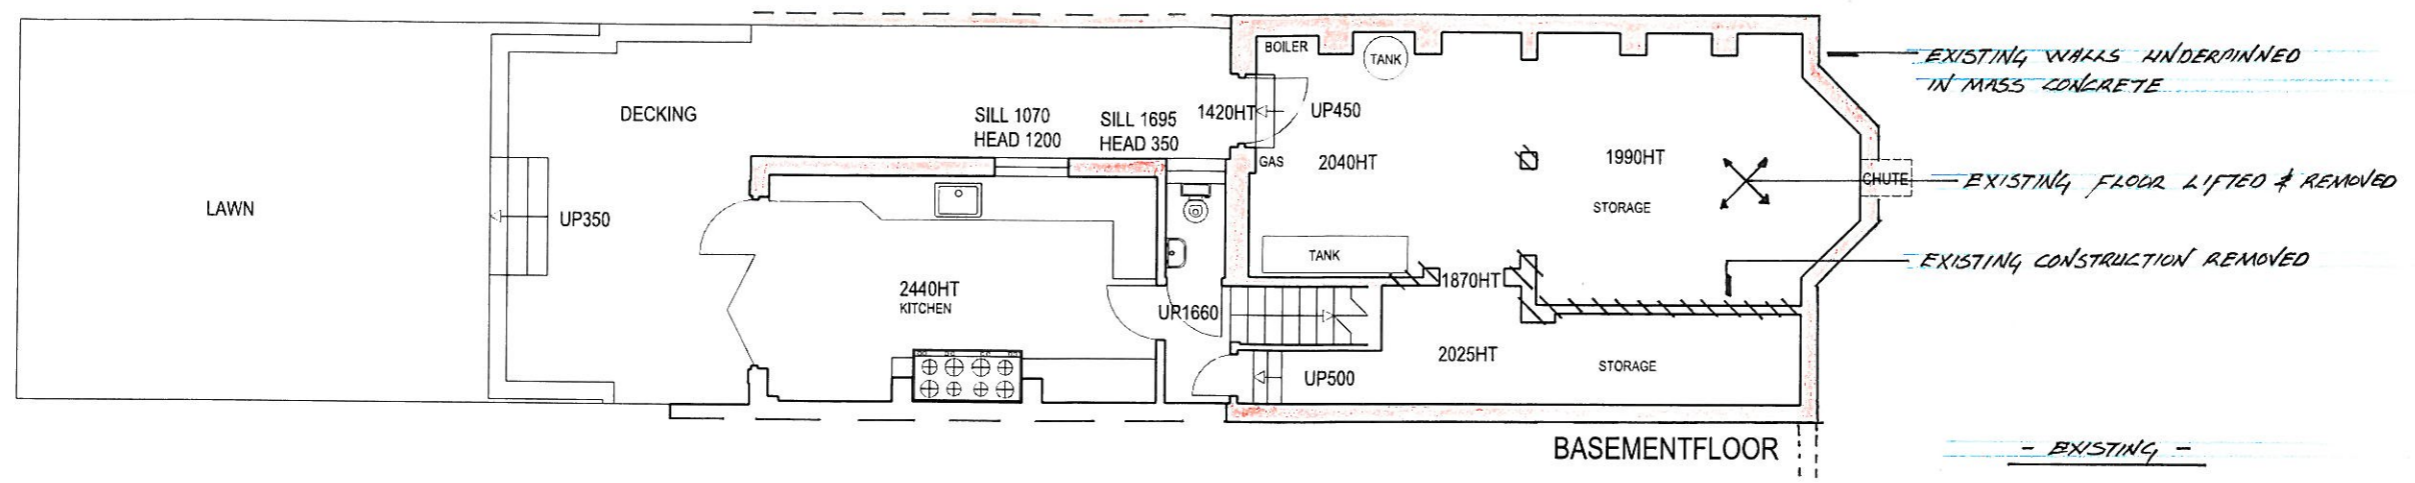 BOILER
TANK
EXISTING WALLS UNDERPINNED
IN MASS CONCRETE
DECKING
SILL 1070
HEAD 1200
SILL 1695
HEAD 350
1420HT
UP450
GAS
2040HT
1990HT
CHUTE
EXISTING FLOOR LIFTED & REMOVED
LAWN
UP350
STORAGE
TANK
EXISTING CONSTRUCTION REMOVED
1870HT
2440HT
KITCHEN
UR1660
2025HT
STORAGE
UP500
BASEMENTFLOOR
- EXISTING -